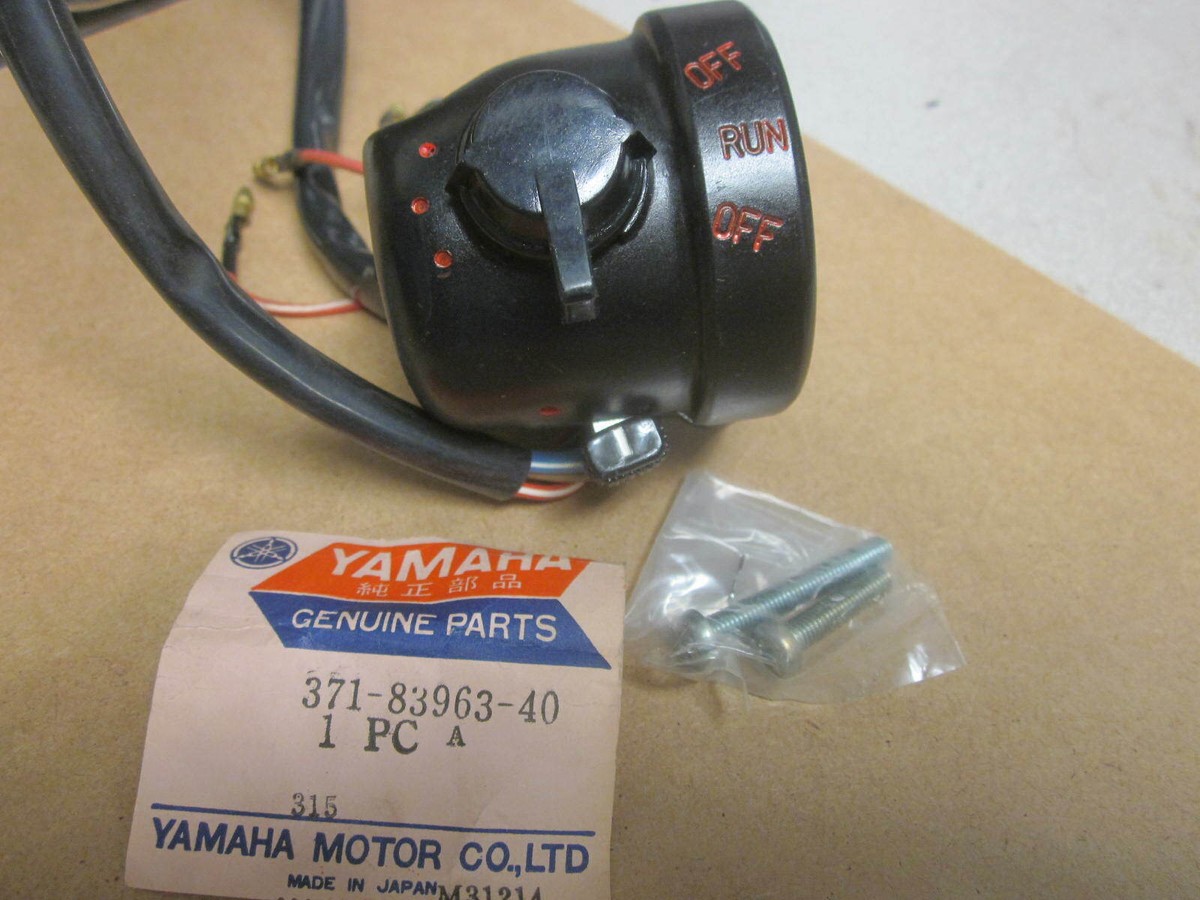 OFF
RUN
OFF
YAMAHA
純正部品
GENUINE PARTS
371-83963-40
1 PC A
315
YAMAHA MOTOR CO.,LTD
MADE IN JAPAN M31214